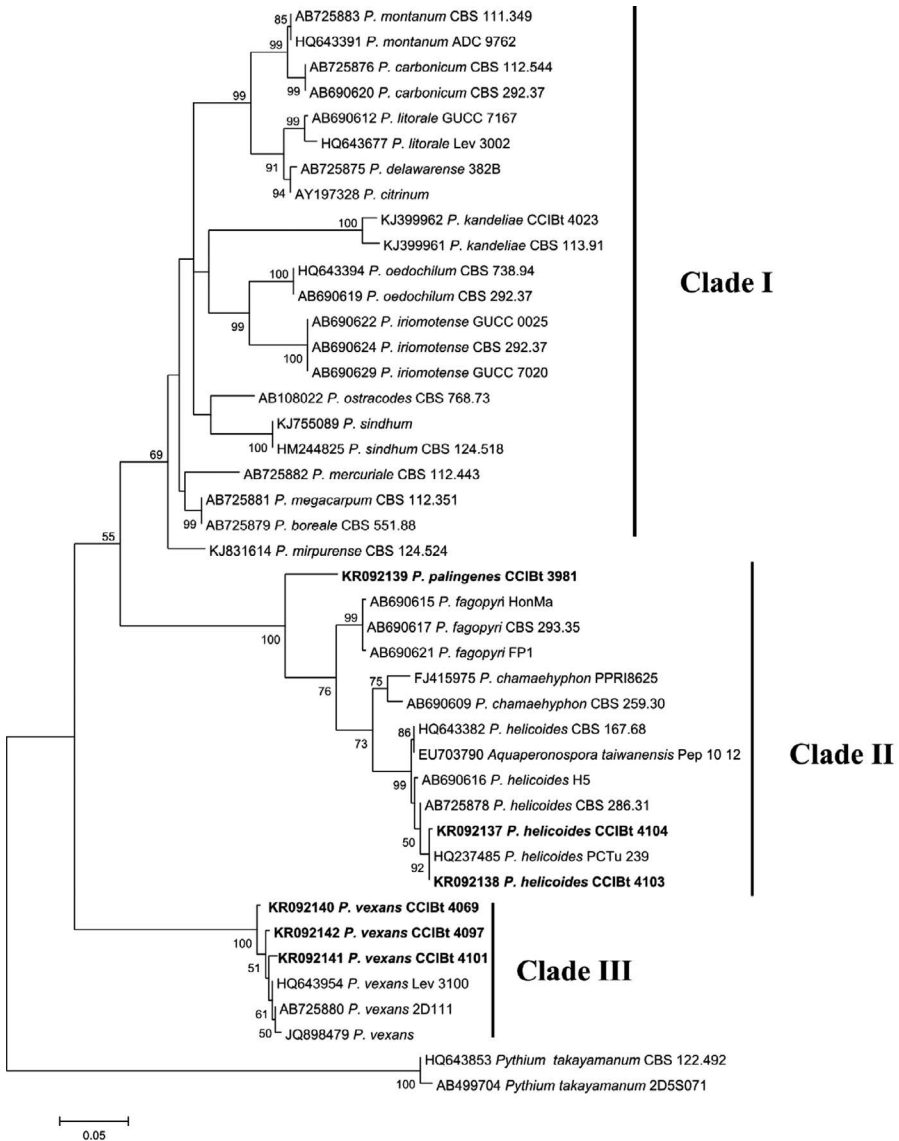 AB725883 P. montanum CBS 111.349
85
HQ643391 P. montanum ADC 9762
99
AB725876 P. carbonicum CBS 112.544
99
AB690620 P. carbonicum CBS 292.37
99
AB690612 P. litorale GUCC 7167
99
HQ643677 P. litorale Lev 3002
91
AB725875 P. delawarense 382B
94
AY197328 P. citrinum
KJ399962 P. kandeliae CCIBt 4023
100
KJ399961 P. kandeliae CBS 113.91
HQ643394 P. oedochilum CBS 738.94
100
Clade I
AB690619 P. oedochilum CBS 292.37
AB690622 P. iriomotense GUCC 0025
99
AB690624 P. iriomotense CBS 292.37
100
AB690629 P. iriomotense GUCC 7020
AB108022 P. ostracodes CBS 768.73
KJ755089 P. sindhum
100
HM244825 P. sindhum CBS 124.518
69
AB725882 P. mercuriale CBS 112.443
AB725881 P. megacarpum CBS 112.351
99
AB725879 P. boreale CBS 551.88
55
KJ831614 P. mirpurense CBS 124.524
KR092139 P. palingenes CCIBt 3981
AB690615 P. fagopyri HonMa
99
AB690617 P. fagopyri CBS 293.35
100
AB690621 P. fagopyri FP1
FJ415975 P. chamaehyphon PPRI8625
75
76
AB690609 P. chamaehyphon CBS 259.30
HQ643382 P. helicoides CBS 167.68
86
73
EU703790 Aquaperonospora taiwanensis Pep 10 12
Clade II
AB690616 P. helicoides H5
99
AB725878 P. helicoides CBS 286.31
KR092137 P. helicoides CCIBt 4104
50
HQ237485 P. helicoides PCTu 239
92
KR092138 P. helicoides CCIBt 4103
KR092140 P. vexans CCIBt 4069
KR092142 P. vexans CCIBt 4097
100
KR092141 P. vexans CCIBt 4101
51
Clade III
HQ643954 P. vexans Lev 3100
AB725880 P. vexans 2D111
61
JQ898479 P. vexans
50
HQ643853 Pythium takayamanum CBS 122.492
100
AB499704 Pythium takayamanum 2D5S071
0.05